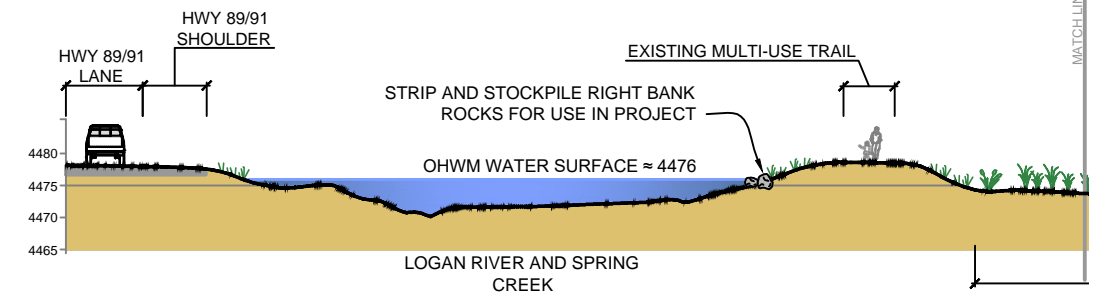 HWY 89/91
SHOULDER
HWY 89/91
LANE
EXISTING MULTI-USE TRAIL
STRIP AND STOCKPILE RIGHT BANK
ROCKS FOR USE IN PROJECT
OHWM WATER SURFACE ≈ 4476
4480
4475
4470
4465
LOGAN RIVER AND SPRING
CREEK
MATCH